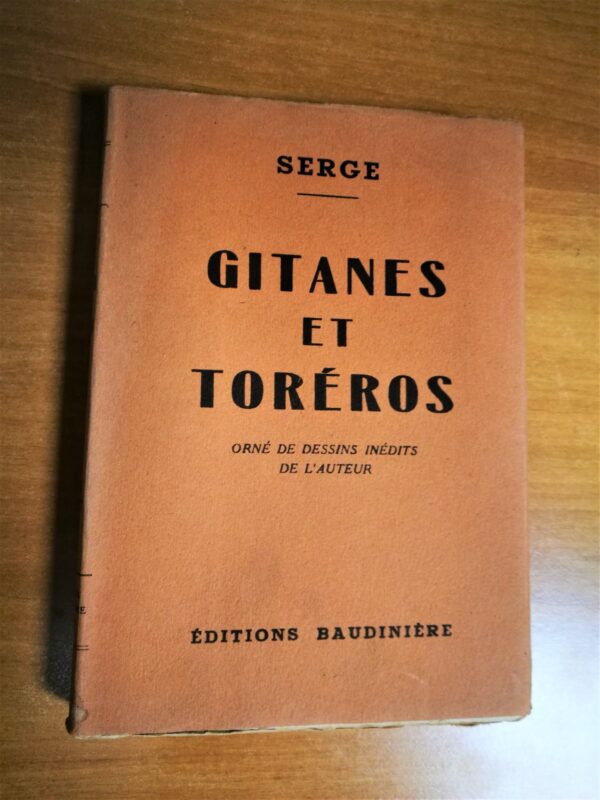 SERGE
GITANES
ET
TORÉROS
ORNÉ DE DESSINS INÉDITS
DE L'AUTEUR
ÉDITIONS BAUDINIÈRE